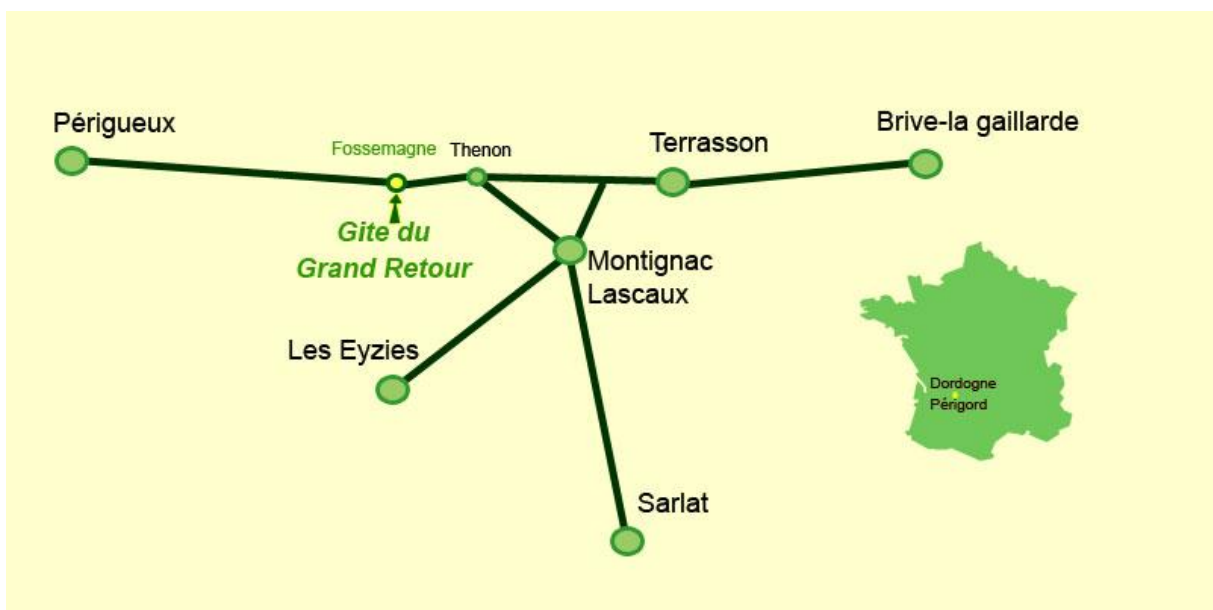 Périgueux
Fossemagne
Thenon
Terrasson
Brive-la gaillarde
Gite du
Grand Retour
Montignac
Lascaux
Les Eyzies
Dordogne
Périgord
Sarlat